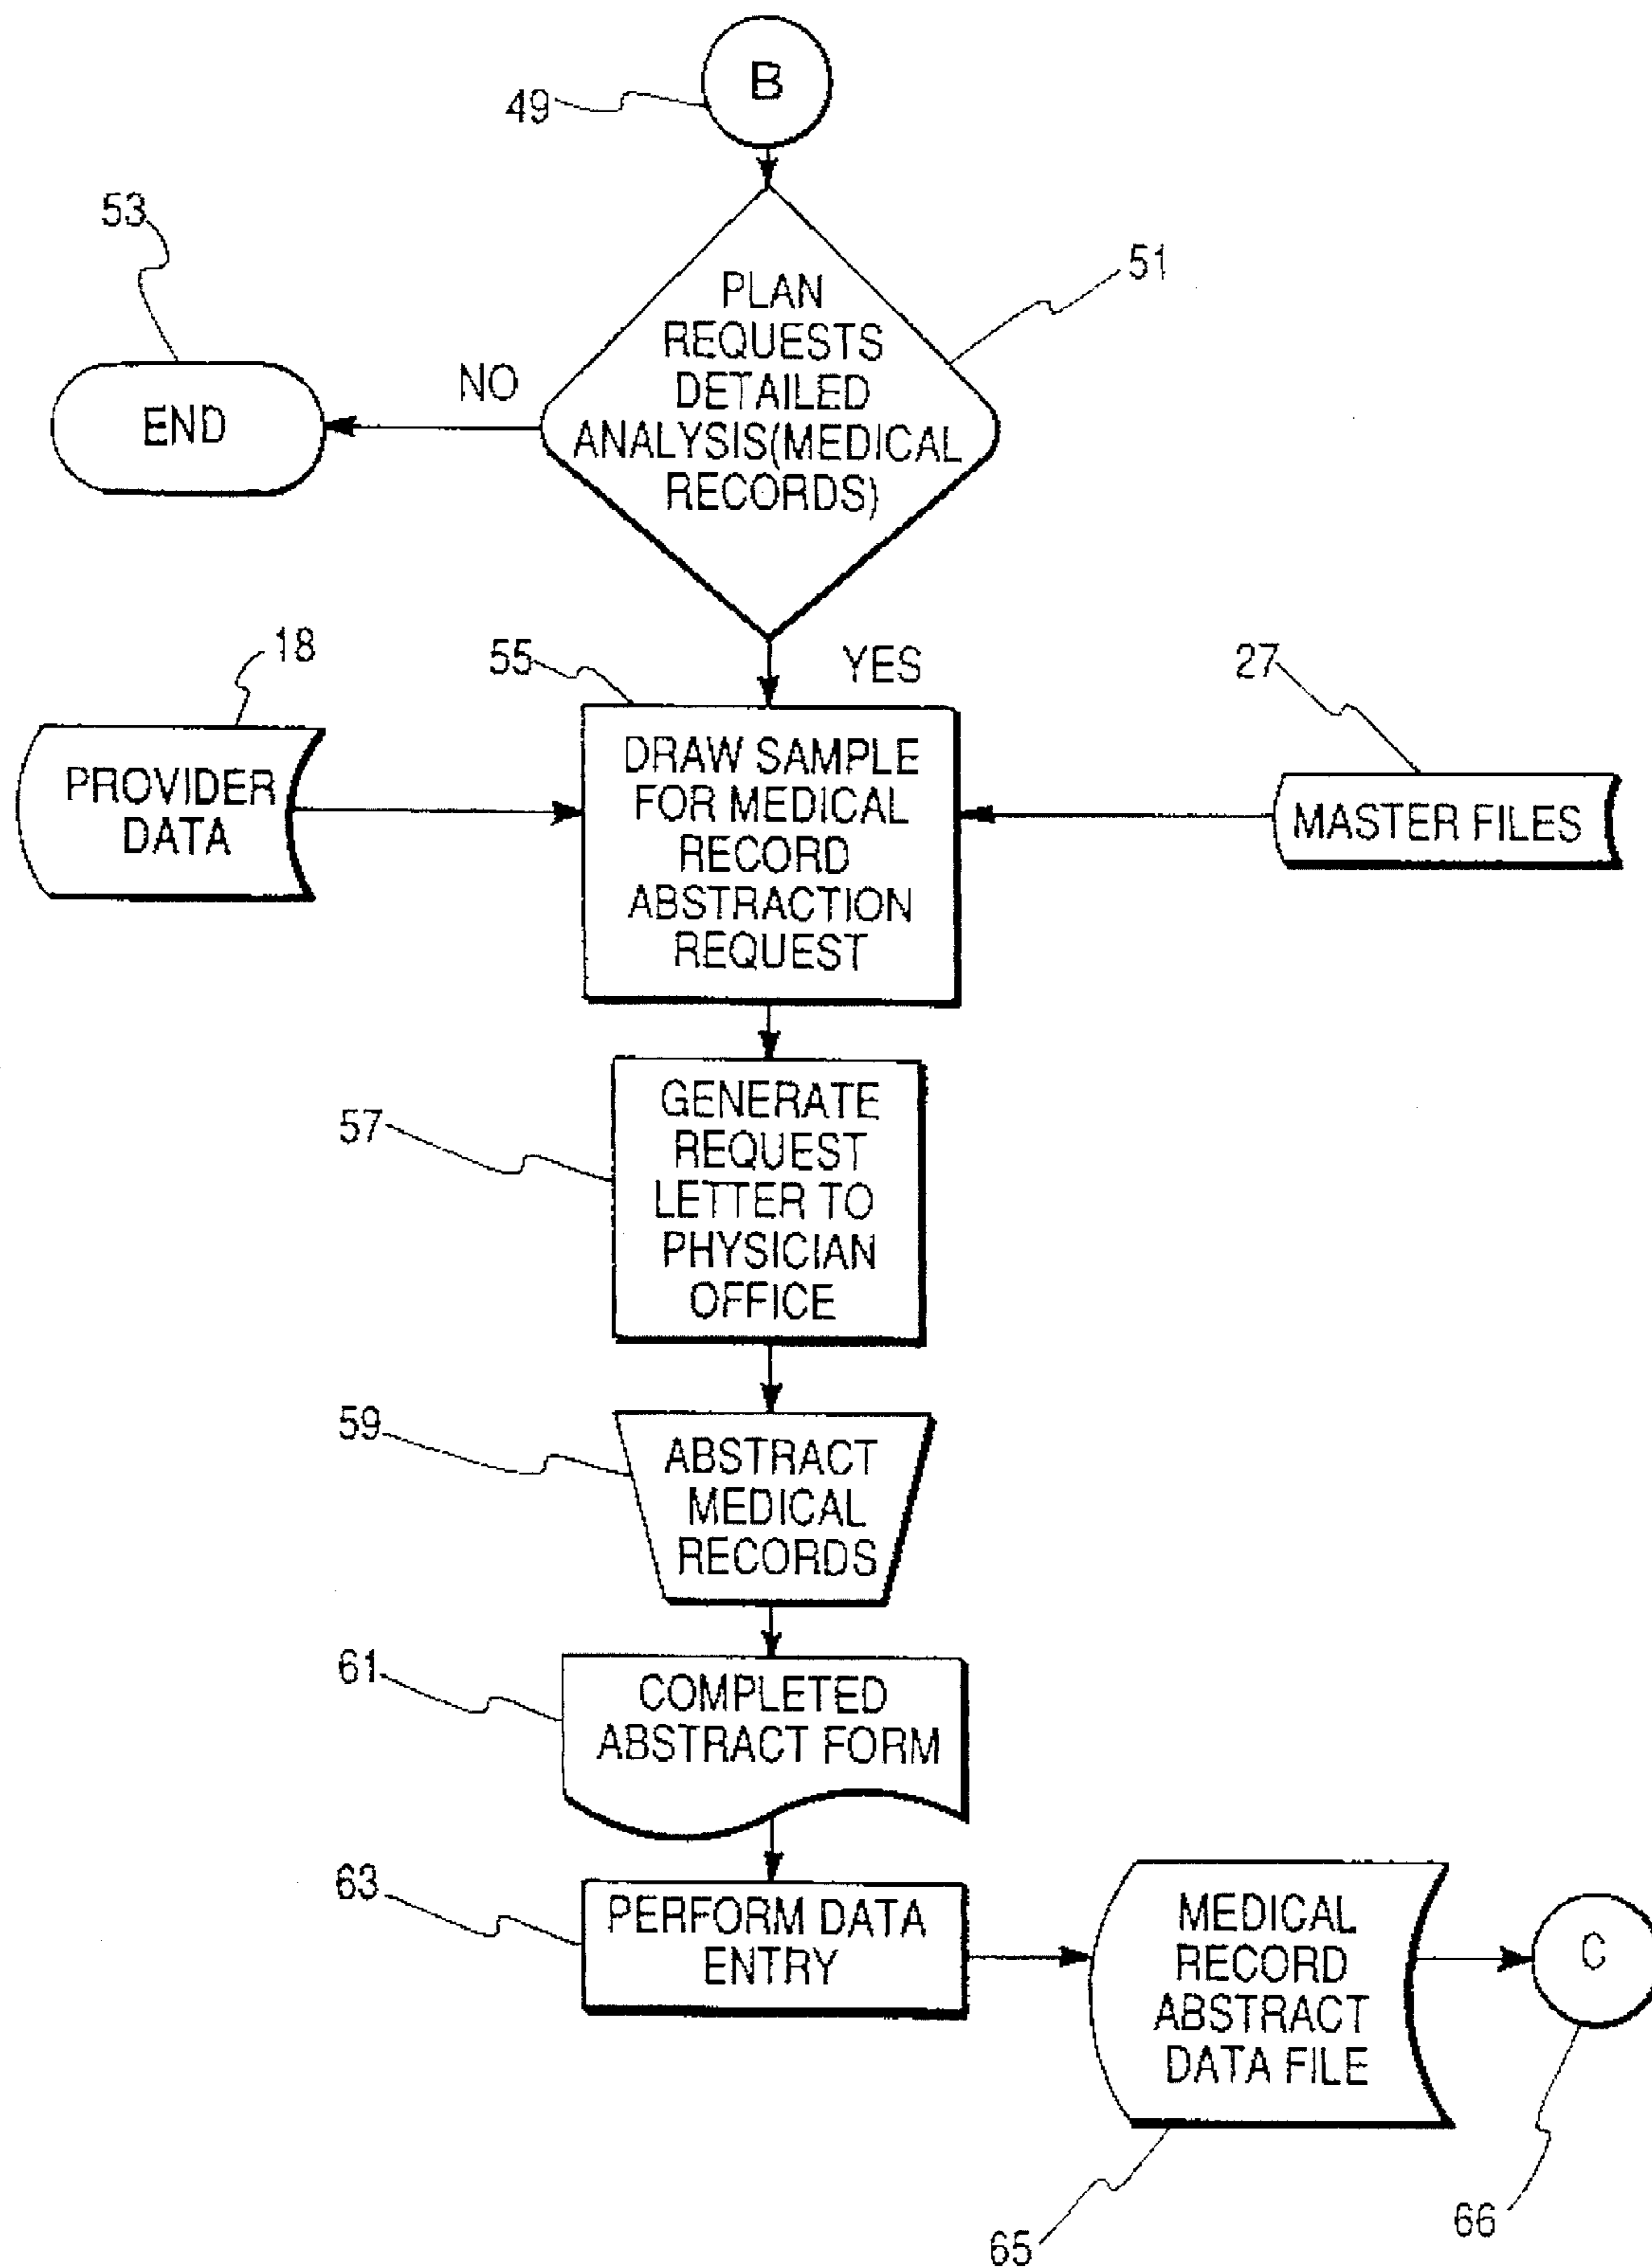 B
49
53
51
PLAN
REQUESTS
DETAILED
ANALYSIS(MEDICAL
RECORDS)
NO
END
18
55
YES
27
PROVIDER
DATA
DRAW SAMPLE
FOR MEDICAL
RECORD
ABSTRACTION
REQUEST
MASTER FILES
57
GENERATE
REQUEST
LETTER TO
PHYSICIAN
OFFICE
59
ABSTRACT
MEDICAL
RECORDS
61
COMPLETED
ABSTRACT FORM
63
PERFORM DATA
ENTRY
MEDICAL
RECORD
ABSTRACT
DATA FILE
C
65
66